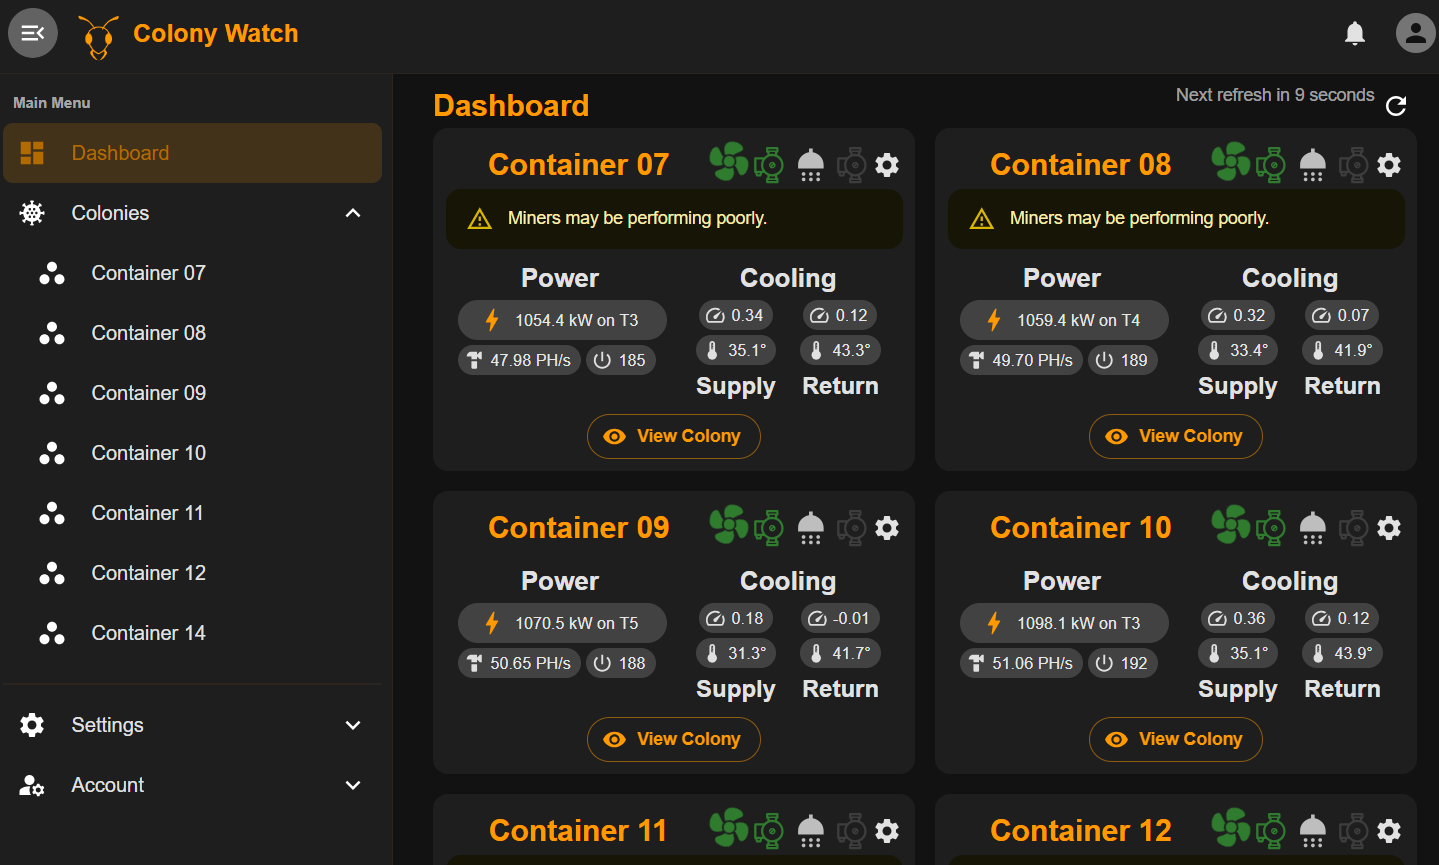 Colony Watch
Main Menu
Dashboard
Colonies
Container 07
Container 08
Container 09
Container 10
Container 11
Container 12
Container 14
Settings
Account
Dashboard
Next refresh in 9 seconds
Container 07
Miners may be performing poorly.
Power
Cooling
1054.4 kW on T3
0.34
0.12
47.98 PH/s
185
35.1°
43.3°
Supply
Return
View Colony
Container 08
Miners may be performing poorly.
Power
Cooling
1059.4 kW on T4
0.32
0.07
49.70 PH/s
189
33.4°
41.9°
Supply
Return
View Colony
Container 09
Power
Cooling
1070.5 kW on T5
0.18
-0.01
50.65 PH/s
188
31.3°
41.7°
Supply
Return
View Colony
Container 10
Power
Cooling
1098.1 kW on T3
0.36
0.12
51.06 PH/s
192
35.1°
43.9°
Supply
Return
View Colony
Container 11
Container 12